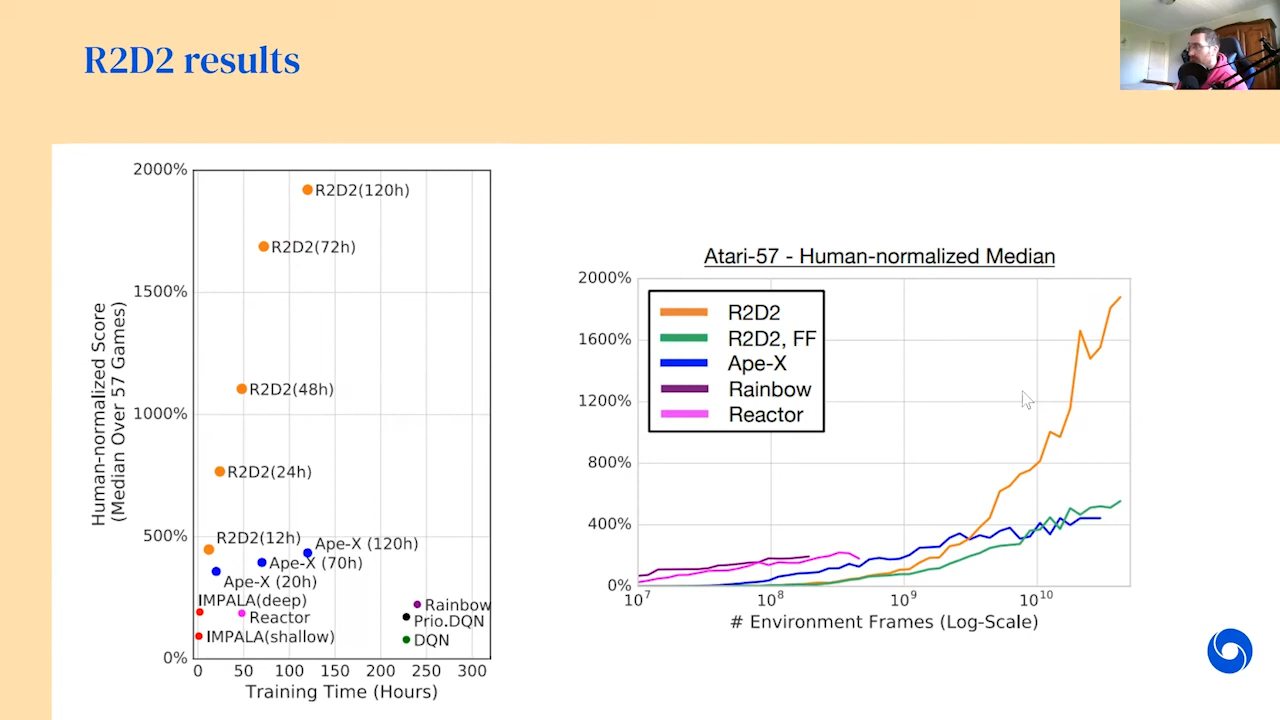 R2D2 results
2000%
1500%
1000%
500%
0%
Human-normalized Score
(Median Over 57 Games)
R2D2(120h)
R2D2(72h)
R2D2(48h)
R2D2(24h)
R2D2(12h)
Ape-X (120h)
Ape-X (70h)
Ape-X (20h)
IMPALA(deep)
Reactor
IMPALA(shallow)
Rainbow
Prio.DQN
DQN
0 50 100 150 200 250 300
Training Time (Hours)
Atari-57 - Human-normalized Median
2000%
1600%
1200%
800%
400%
0%
R2D2
R2D2, FF
Ape-X
Rainbow
Reactor
10^7 10^8 10^9 10^10
# Environment Frames (Log-Scale)